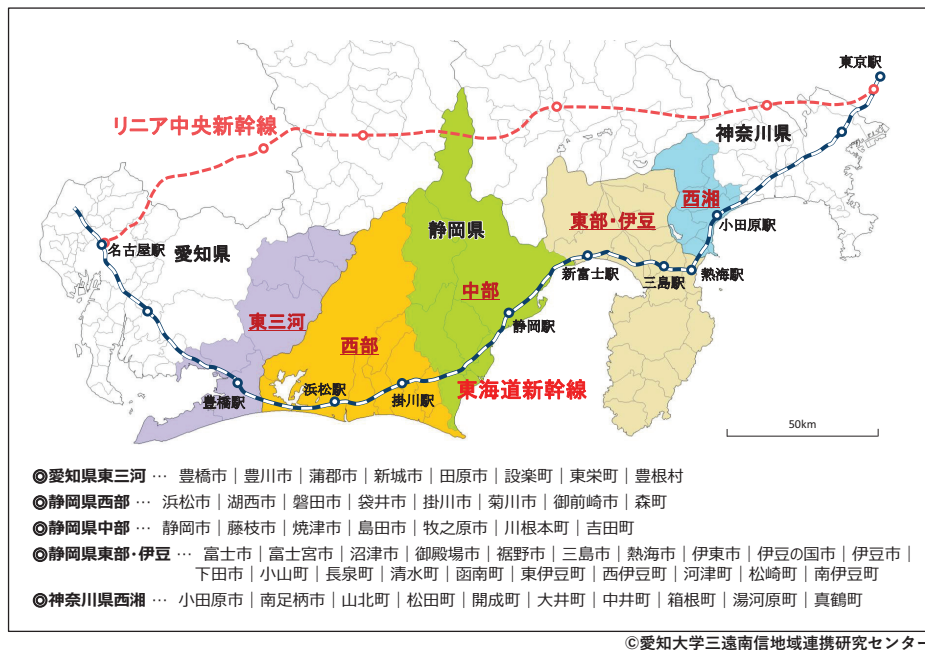 東京駅
リニア中央新幹線
神奈川県
西湘
東部・伊豆
小田原駅
静岡県
愛知県
名古屋駅
新富士駅
三島駅
熱海駅
中部
東三河
静岡駅
西部
浜松駅
掛川駅
東海道新幹線
豊橋駅
50km
◎愛知県東三河 … 豊橋市｜豊川市｜蒲郡市｜新城市｜田原市｜設楽町｜東栄町｜豊根村
◎静岡県西部 … 浜松市｜湖西市｜磐田市｜袋井市｜掛川市｜菊川市｜御前崎市｜森町
◎静岡県中部 … 静岡市｜藤枝市｜焼津市｜島田市｜牧之原市｜川根本町｜吉田町
◎静岡県東部・伊豆 … 富士市｜富士宮市｜沼津市｜御殿場市｜裾野市｜三島市｜熱海市｜伊東市｜伊豆の国市｜伊豆市｜
下田市｜小山町｜長泉町｜清水町｜函南町｜東伊豆町｜西伊豆町｜河津町｜松崎町｜南伊豆町
◎神奈川県西湘 … 小田原市｜南足柄市｜山北町｜松田町｜開成町｜大井町｜中井町｜箱根町｜湯河原町｜真鶴町
©愛知大学三遠南信地域連携研究センター